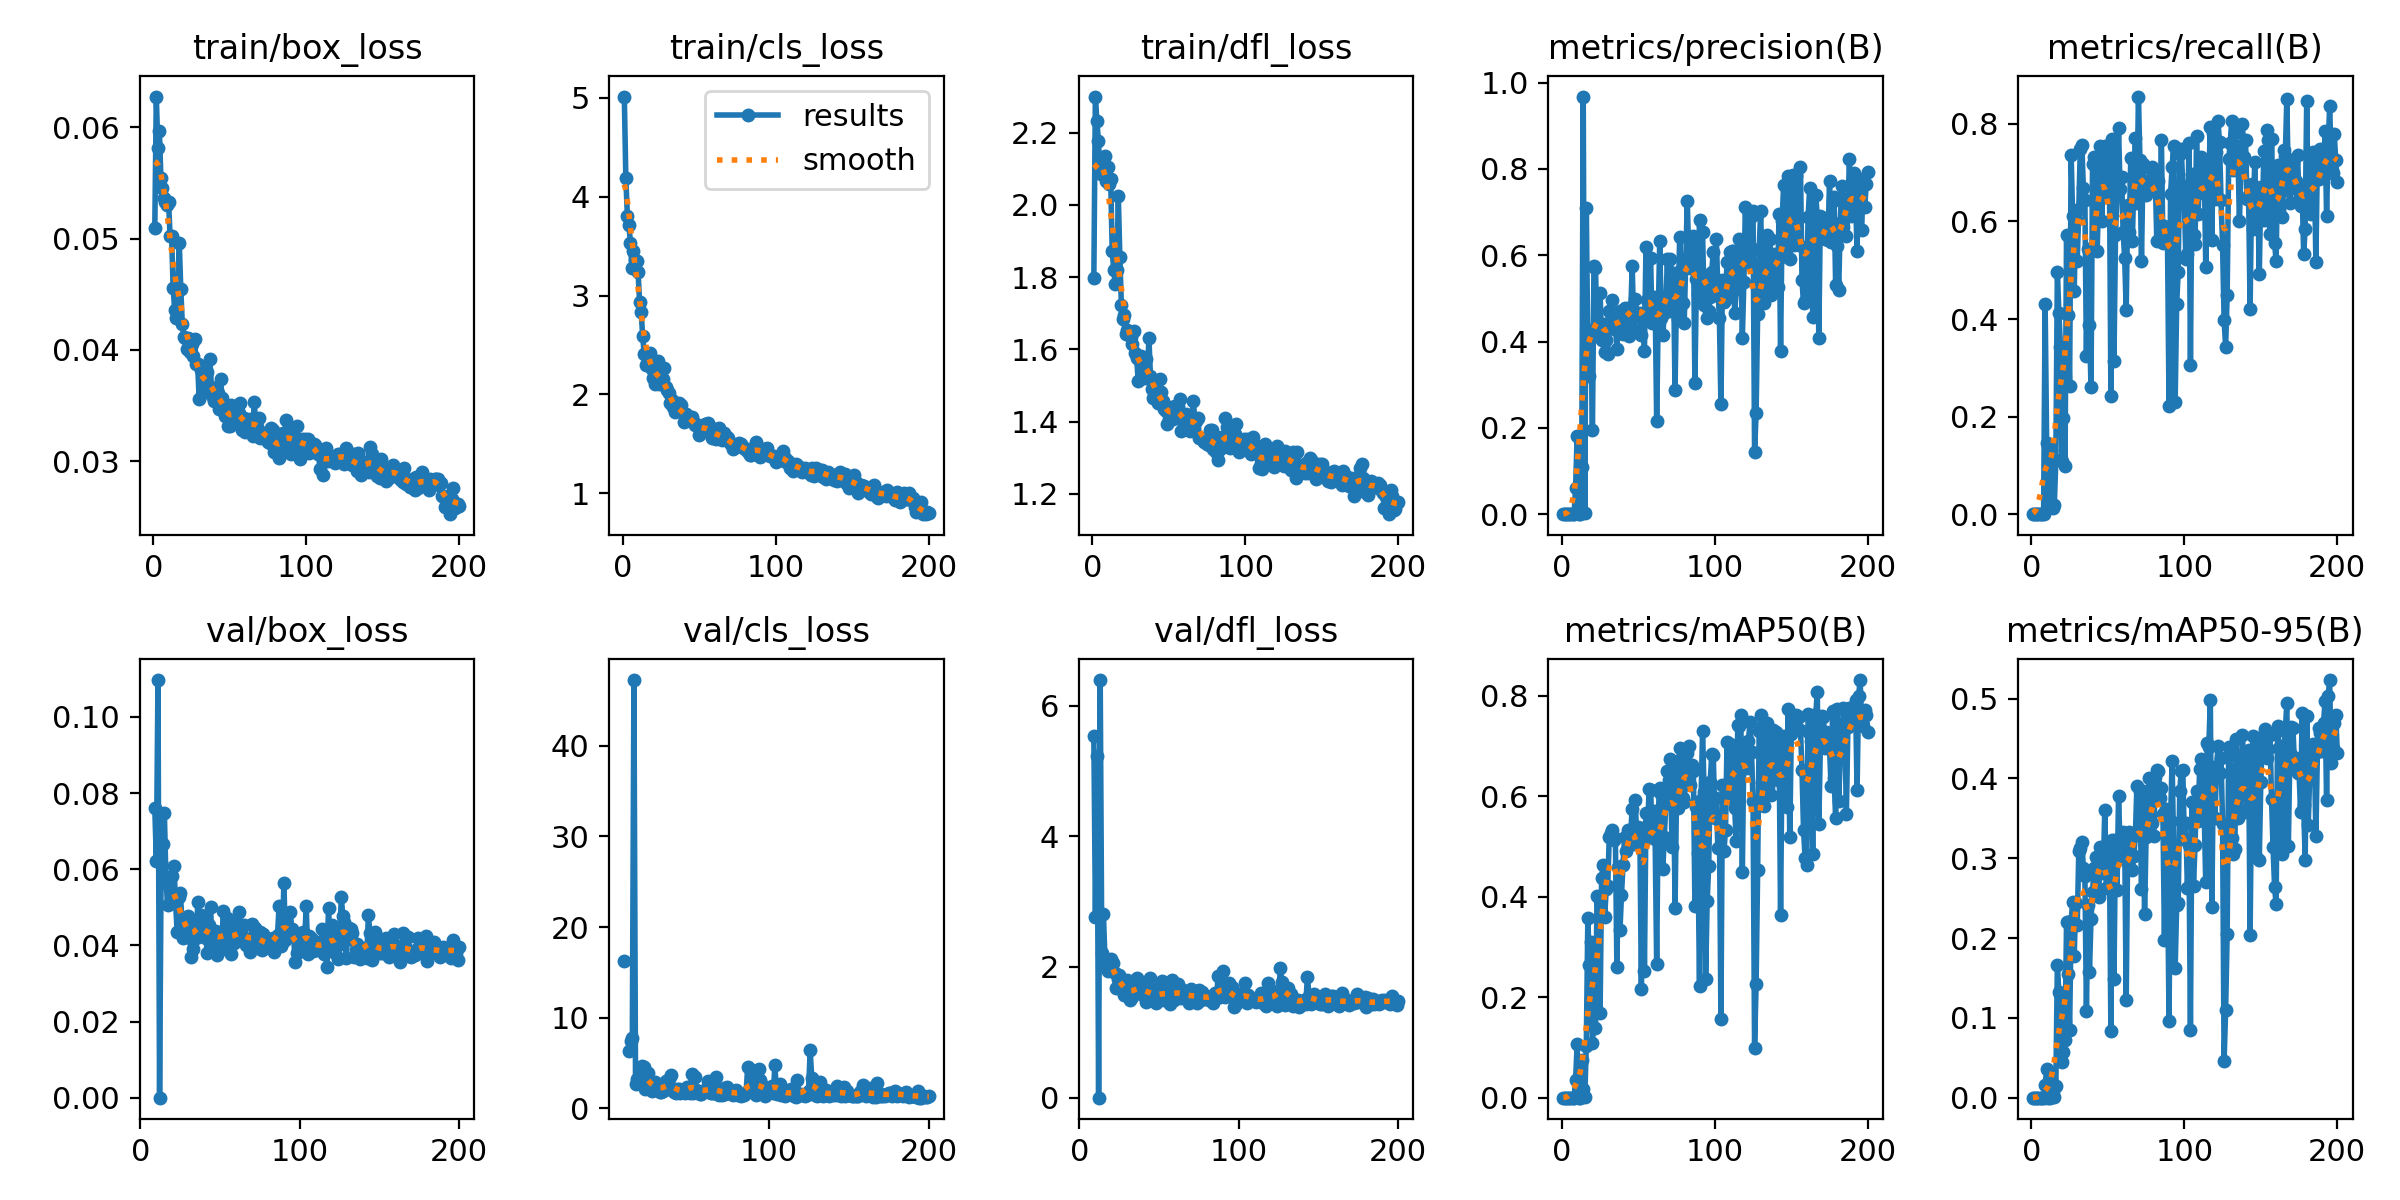 train/box_loss
0.06
0.05
0.04
0.03
0 100 200
train/cls_loss
results
smooth
5
4
3
2
1
0 100 200
train/dfl_loss
2.2
2.0
1.8
1.6
1.4
1.2
0 100 200
metrics/precision(B)
1.0
0.8
0.6
0.4
0.2
0.0
0 100 200
metrics/recall(B)
0.8
0.6
0.4
0.2
0.0
0 100 200
val/box_loss
0.10
0.08
0.06
0.04
0.02
0.00
0 100 200
val/cls_loss
40
30
20
10
0
100 200
val/dfl_loss
6
4
2
0
0 100 200
metrics/mAP50(B)
0.8
0.6
0.4
0.2
0.0
0 100 200
metrics/mAP50-95(B)
0.5
0.4
0.3
0.2
0.1
0.0
0 100 200